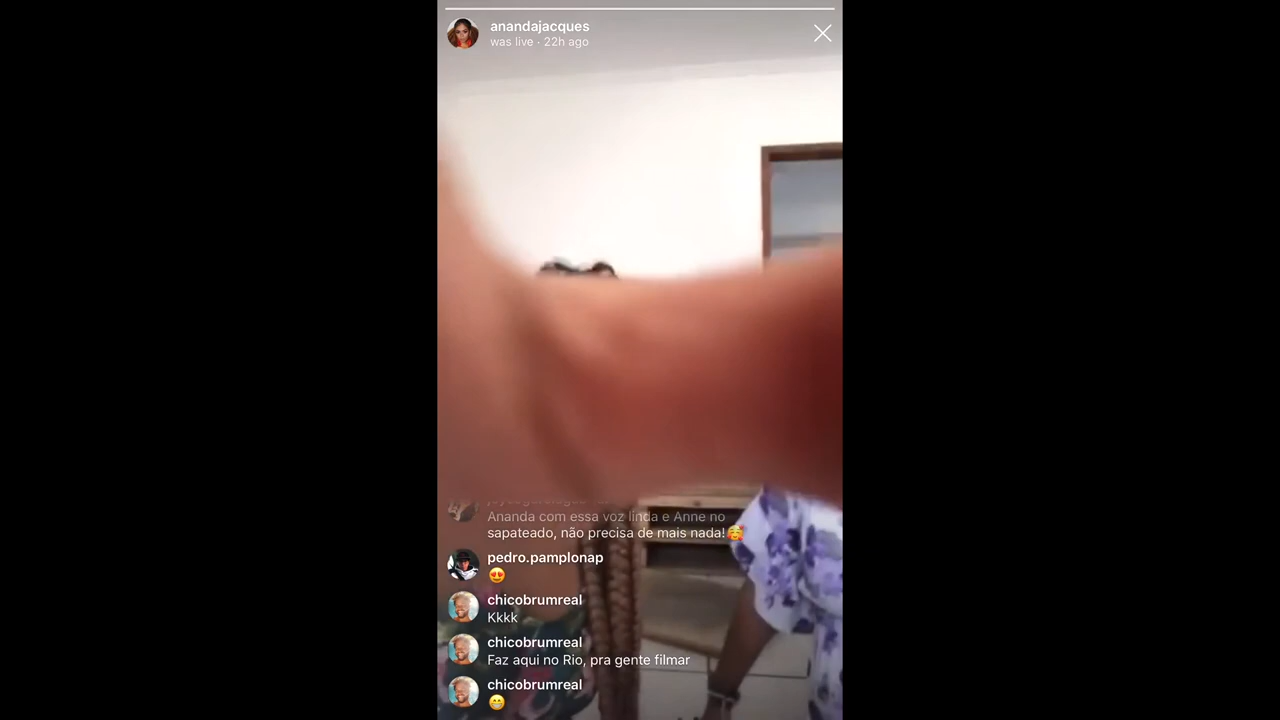 anandajacques
was live · 22h ago
Ananda com essa voz linda e Anne no
sapateado, não precisa de mais nada!🥰
pedro.pamplonap
😍
chicobrumreal
Kkkk
chicobrumreal
Faz aqui no Rio, pra gente filmar
chicobrumreal
😁